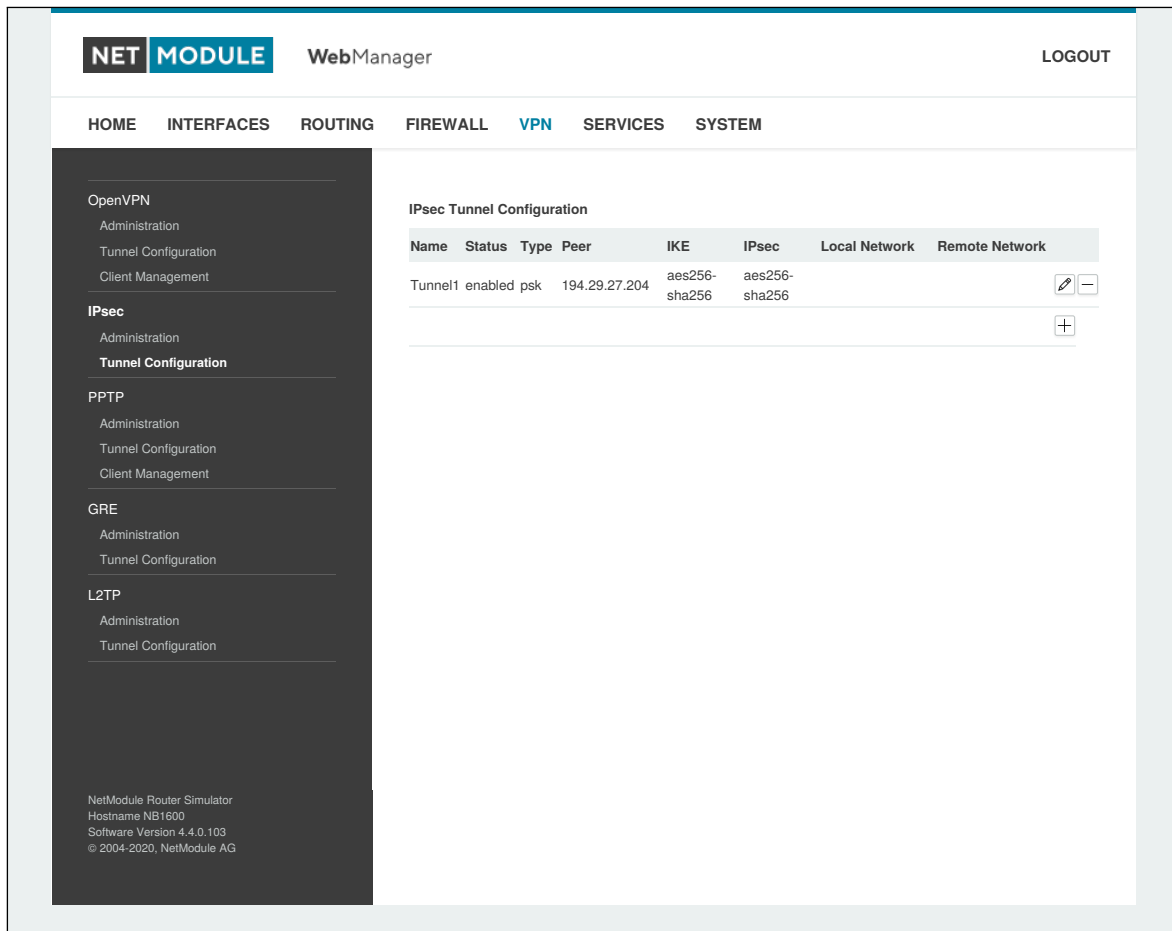 NET MODULE WebManager LOGOUT
HOME INTERFACES ROUTING FIREWALL VPN SERVICES SYSTEM
OpenVPN
Administration
Tunnel Configuration
Client Management
IPsec
Administration
Tunnel Configuration
PPTP
Administration
Tunnel Configuration
Client Management
GRE
Administration
Tunnel Configuration
L2TP
Administration
Tunnel Configuration
NetModule Router Simulator
Hostname NB1600
Software Version 4.4.0.103
© 2004-2020, NetModule AG
IPsec Tunnel Configuration
Name Status Type Peer IKE IPsec Local Network Remote Network
Tunnel1 enabled psk 194.29.27.204 aes256- aes256-
sha256 sha256